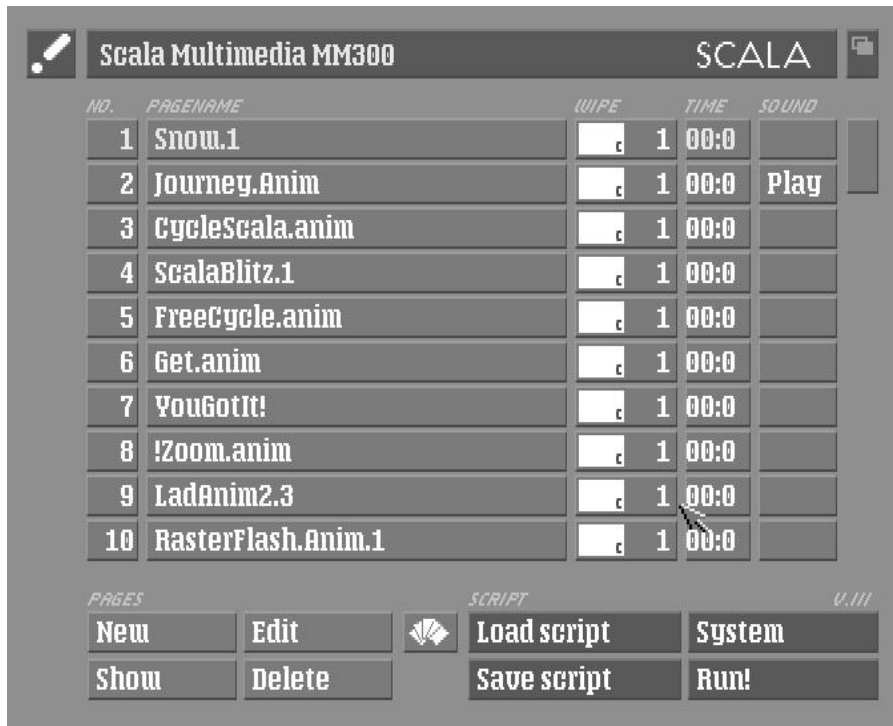 Scala Multimedia MM300 SCALA
NO. PAGENAME WIPE TIME SOUND
1 Snow.1 c 1 00:0
2 Journey.Anim c 1 00:0 Play
3 CycleScala.anim c 1 00:0
4 ScalaBlitz.1 c 1 00:0
5 FreeCycle.anim c 1 00:0
6 Get.anim c 1 00:0
7 YouGotIt! c 1 00:0
8 !Zoom.anim c 1 00:0
9 LadAnim2.3 c 1 00:0
10 RasterFlash.Anim.1 c 1 00:0
PAGES SCRIPT V.III
New Edit Load script System
Show Delete Save script Run!